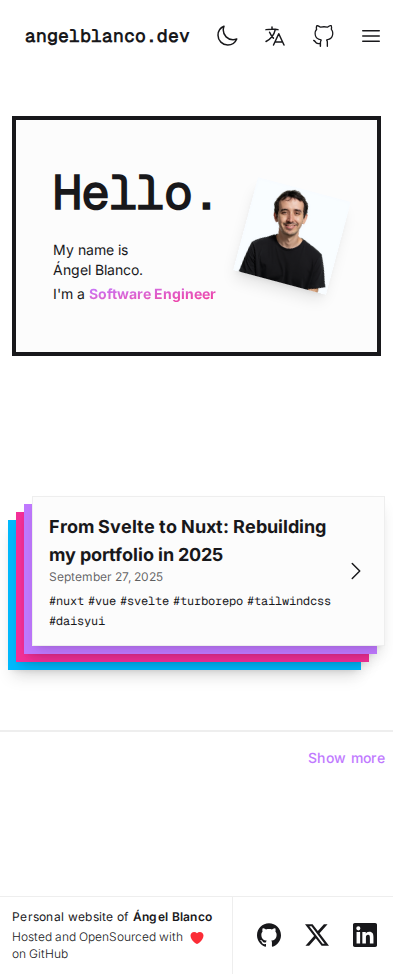 angelblanco.dev
Hello.
My name is
Ángel Blanco.
I'm a Software Engineer
From Svelte to Nuxt: Rebuilding
my portfolio in 2025
September 27, 2025
#nuxt #vue #svelte #turborepo #tailwindcss
#daisyui
Show more
Personal website of Ángel Blanco
Hosted and OpenSourced with ❤️
on GitHub